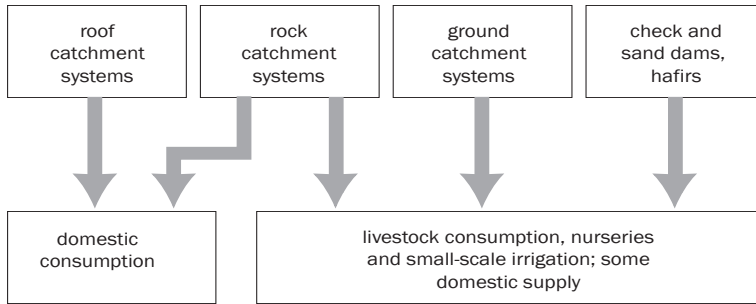 roof
catchment
systems
rock
catchment
systems
ground
catchment
systems
check and
sand dams,
hafirs
domestic
consumption
livestock consumption, nurseries
and small-scale irrigation; some
domestic supply